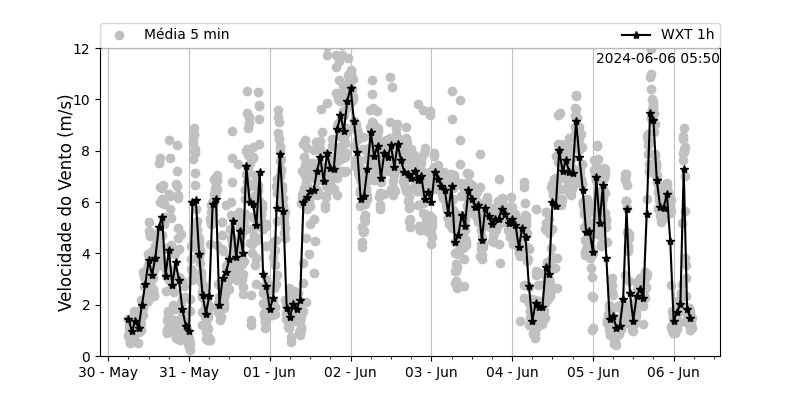 Média 5 min
WXT 1h
12
2024-06-06 05:50
10
8
6
4
2
0
Velocidade do Vento (m/s)
30 - May
31 - May
01 - Jun
02 - Jun
03 - Jun
04 - Jun
05 - Jun
06 - Jun